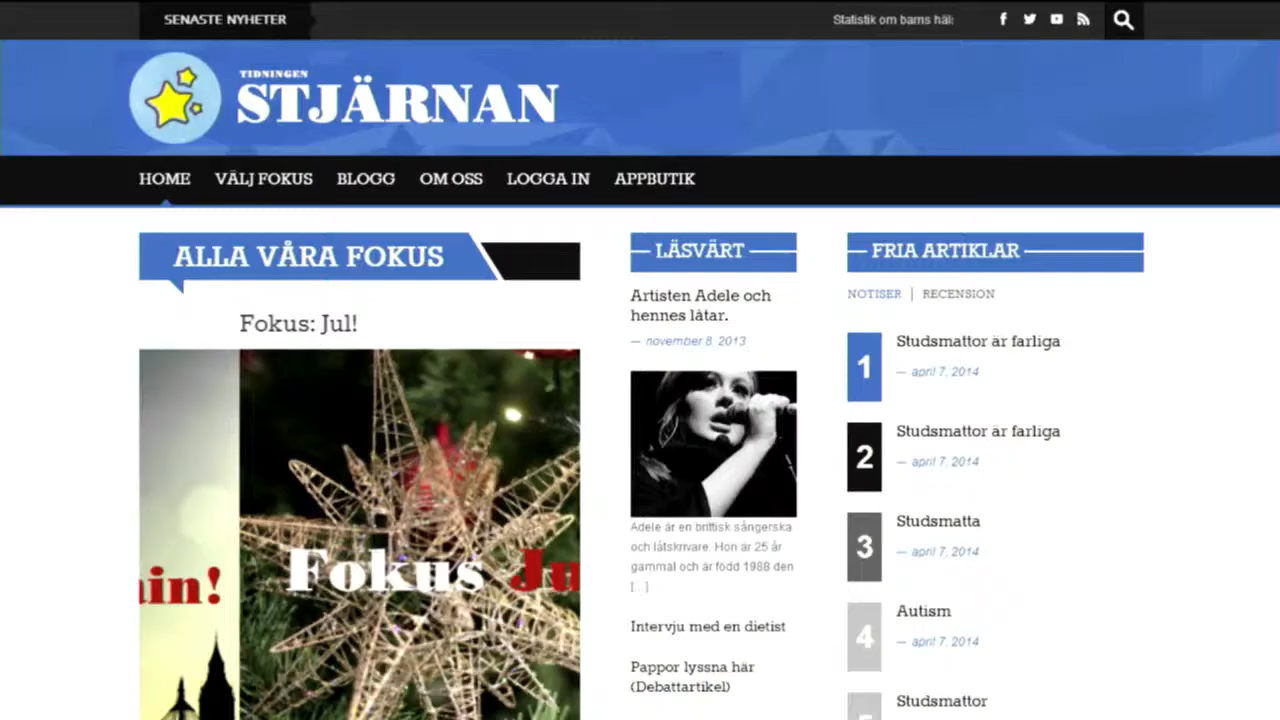 SENASTE NYHETER
Statistik om barns häl
TIDNINGEN
STJÄRNAN
HOME VÄLJ FOKUS BLOGG OM OSS LOGGA IN APPBUTIK
ALLA VÅRA FOKUS
Fokus: Jul!
in!
Fokus Ju
LÄSVÄRT
Artisten Adele och
hennes låtar.
— november 8, 2013
Adele är en brittisk sångerska
och låtskrivare. Hon är 25 år
gammal och är född 1988 den
[...]
Intervju med en dietist
Pappor lyssna här
(Debattartikel)
FRIA ARTIKLAR
NOTISER | RECENSION
1
Studsmattor är farliga
— april 7, 2014
2
Studsmattor är farliga
— april 7, 2014
3
Studsmatta
— april 7, 2014
4
Autism
— april 7, 2014
Studsmattor